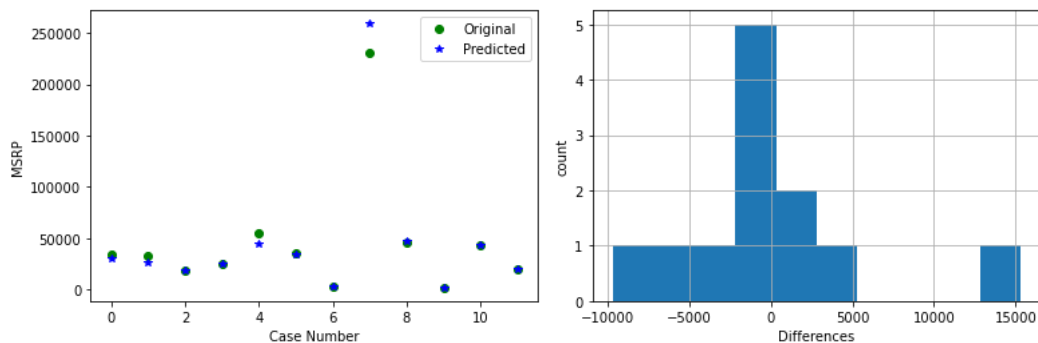 250000
200000
150000
100000
50000
0
MSRP
0 2 4 6 8 10
Case Number
Original
Predicted
5
4
3
2
1
0
count
−10000 −5000 0 5000 10000 15000
Differences